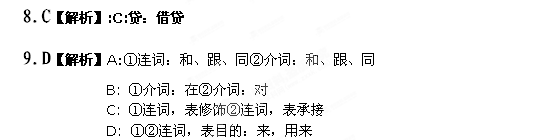 8.C【解析】:C:贷：借贷
9.D【解析】A:①连词：和、跟、同②介词：和、跟、同
B: ①介词：在②介词：对
C: ①连词，表修饰②连词，表承接
D: ①②连词，表目的：来，用来